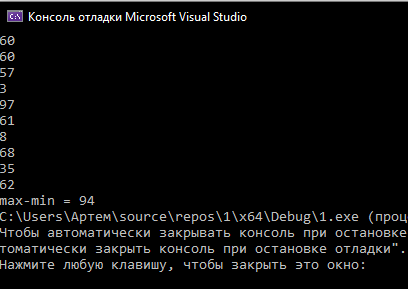 Консоль отладки Microsoft Visual Studio
60
60
57
3
97
61
8
68
35
62
max-min = 94
C:\Users\Артем\source\repos\1\x64\Debug\1.exe (проц
Чтобы автоматически закрывать консоль при остановке
томатически закрыть консоль при остановке отладки".
Нажмите любую клавишу, чтобы закрыть это окно: